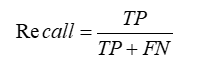 Recall = TP / (TP + FN)